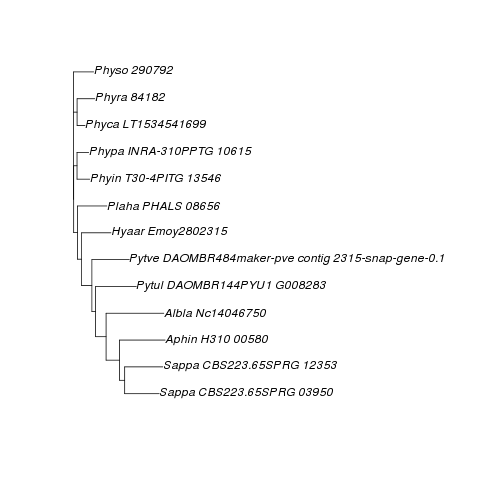 Physo 290792
Phyra 84182
Phyca LT1534541699
Phypa INRA-310PPTG 10615
Phyin T30-4PITG 13546
Plaha PHALS 08656
Hyaar Emoy2802315
Pytve DAOMBR484maker-pve contig 2315-snap-gene-0.1
Pytul DAOMBR144PYU1 G008283
Albla Nc14046750
Aphin H310 00580
Sappa CBS223.65SPRG 12353
Sappa CBS223.65SPRG 03950